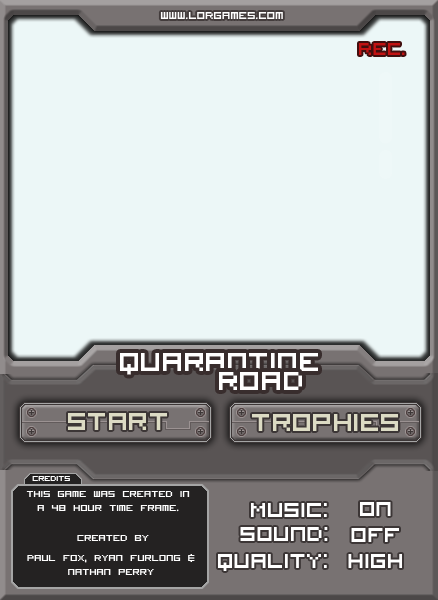 WWW.LORGAMES.COM
REC.
QUARANTINE
ROAD
START
TROPHIES
CREDITS
THIS GAME WAS CREATED IN
A 48 HOUR TIME FRAME.
CREATED BY
PAUL FOX, RYAN FURLONG &
NATHAN PERRY
MUSIC: ON
SOUND: OFF
QUALITY: HIGH